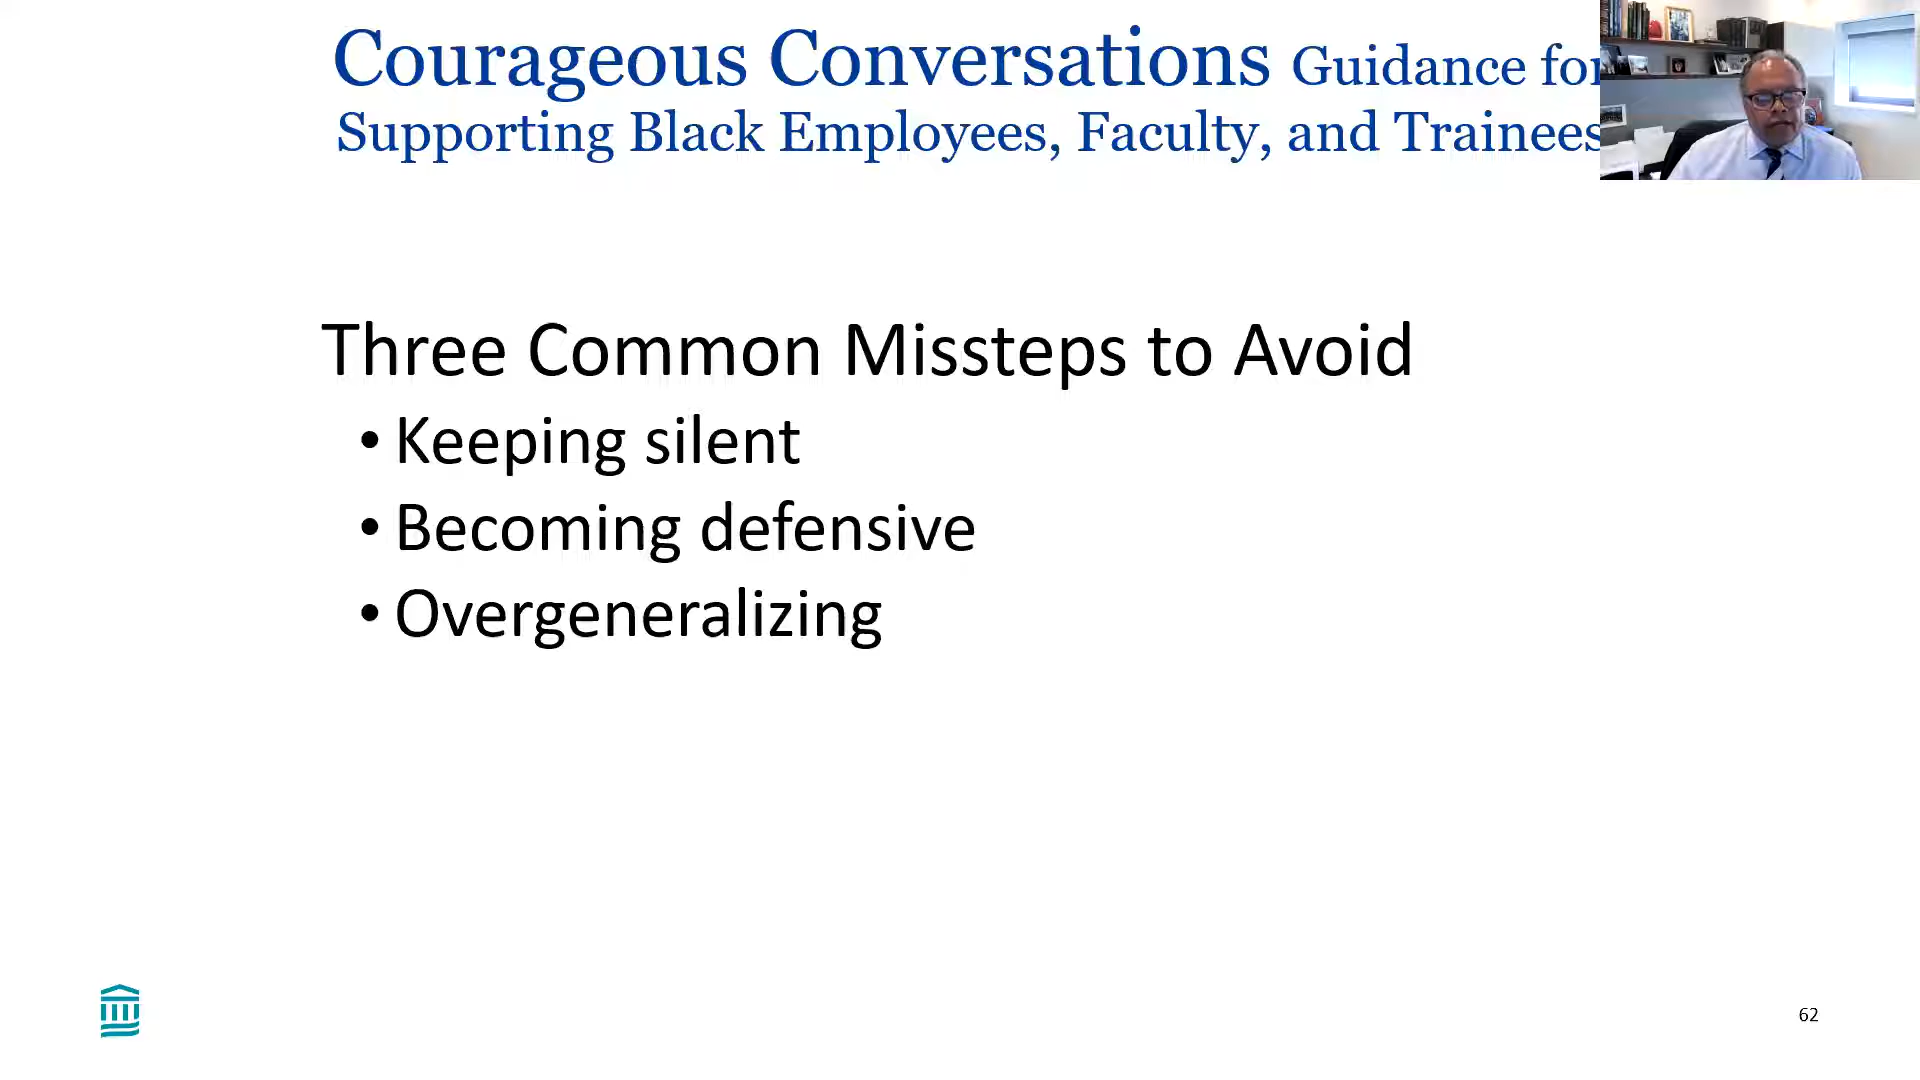 Courageous Conversations Guidance for
Supporting Black Employees, Faculty, and Trainees
Three Common Missteps to Avoid
• Keeping silent
• Becoming defensive
• Overgeneralizing
62